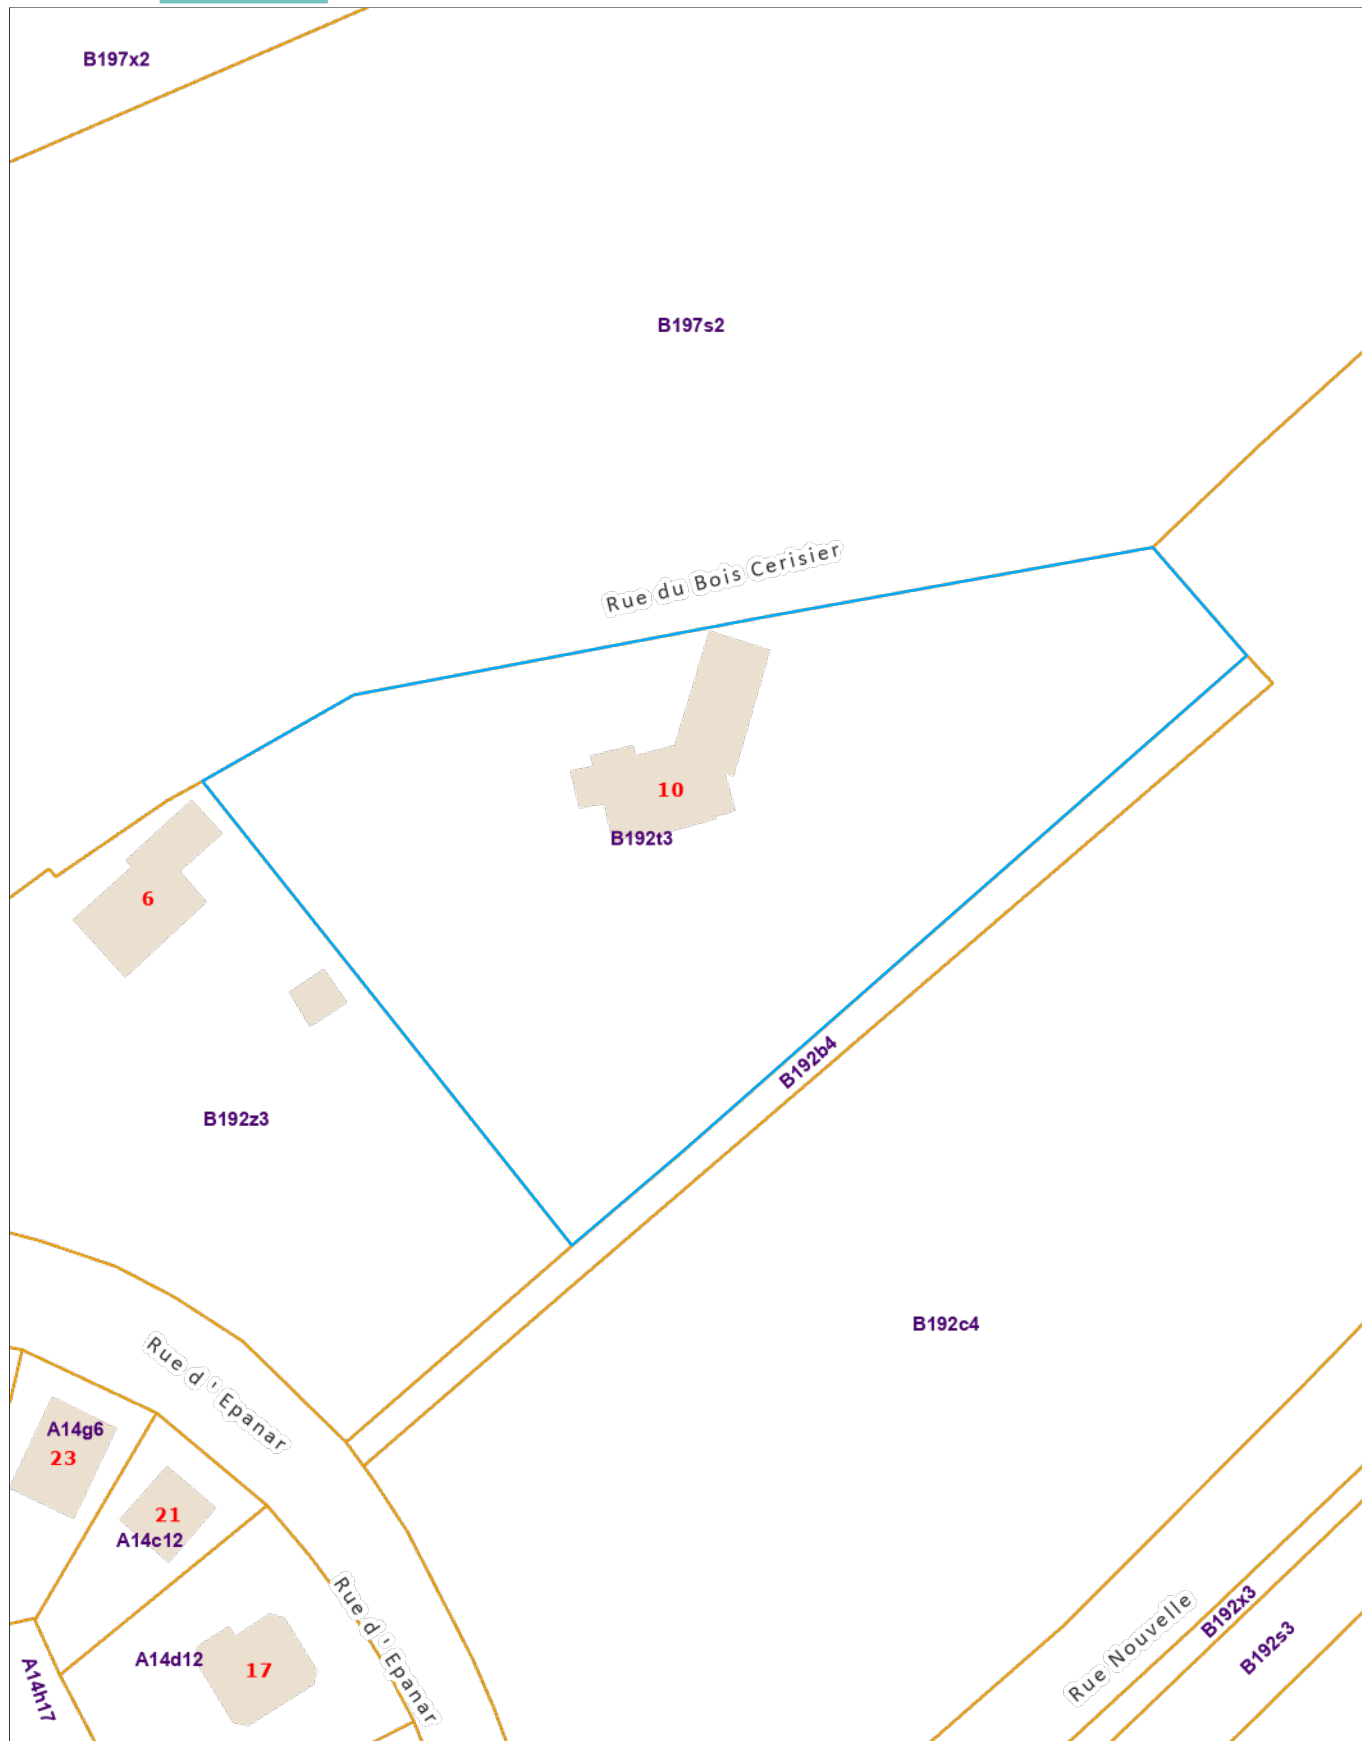 B197x2
B197s2
Rue du Bois Cerisier
10
B192t3
6
B192b4
B192z3
B192c4
Rue d ' Epanar
A14g6
23
21
A14c12
Rue d ' Epanar
Rue Nouvelle
B192x3
B192s3
A14d12
17
A14h17